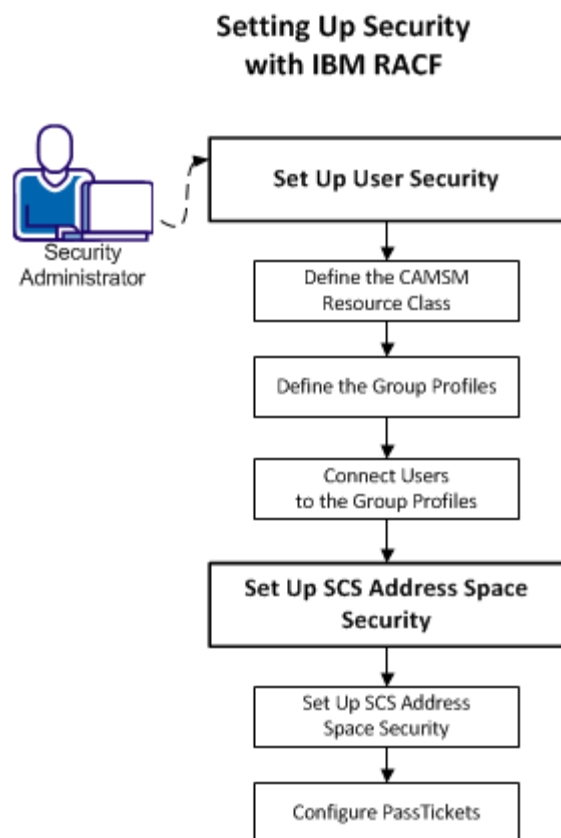 Setting Up Security
with IBM RACF
Security
Administrator
Set Up User Security
Define the CAMSM
Resource Class
Define the Group Profiles
Connect Users
to the Group Profiles
Set Up SCS Address Space
Security
Set Up SCS Address
Space Security
Configure PassTickets